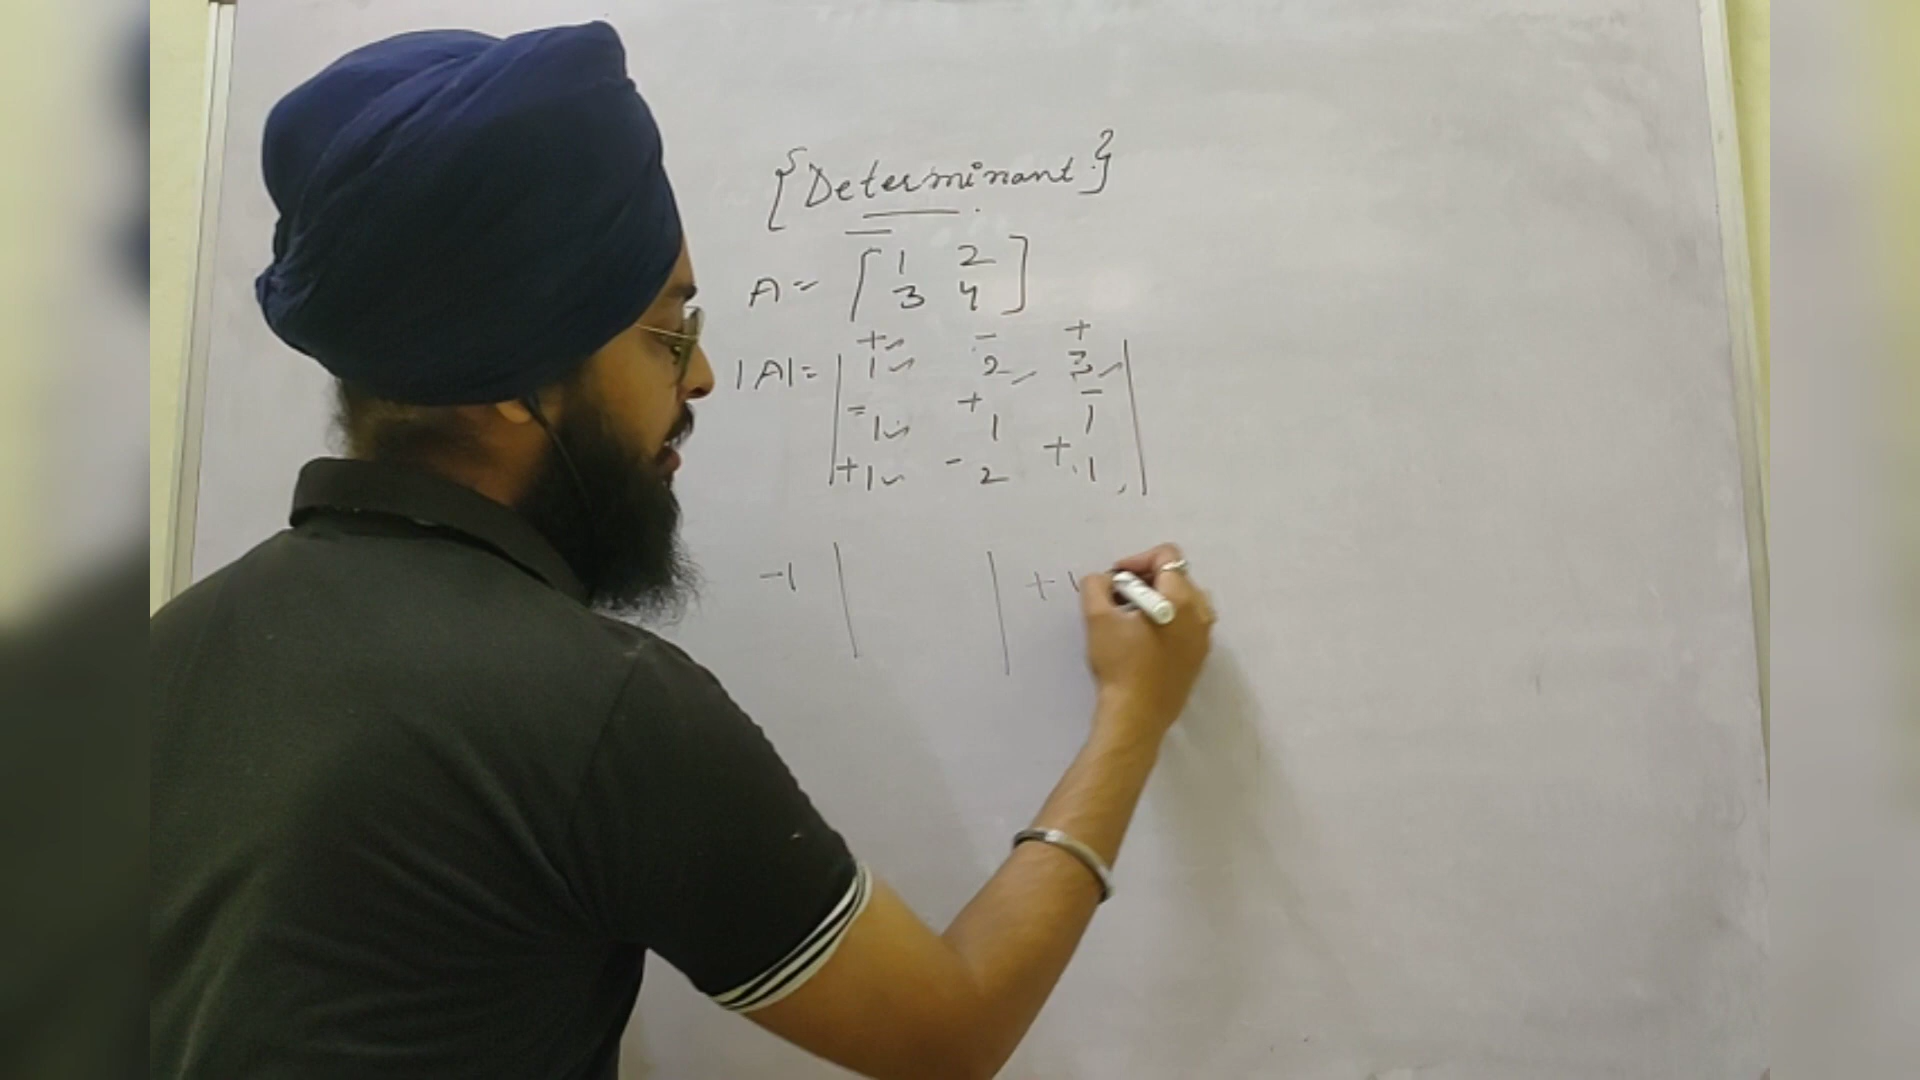 {Determinant}
A = [ 1 2
3 4 ]
+ - +
|A| = | 1 2 3 |
- + -
1 1 1
+ 1 - 2 + 1
-1 | | + 1